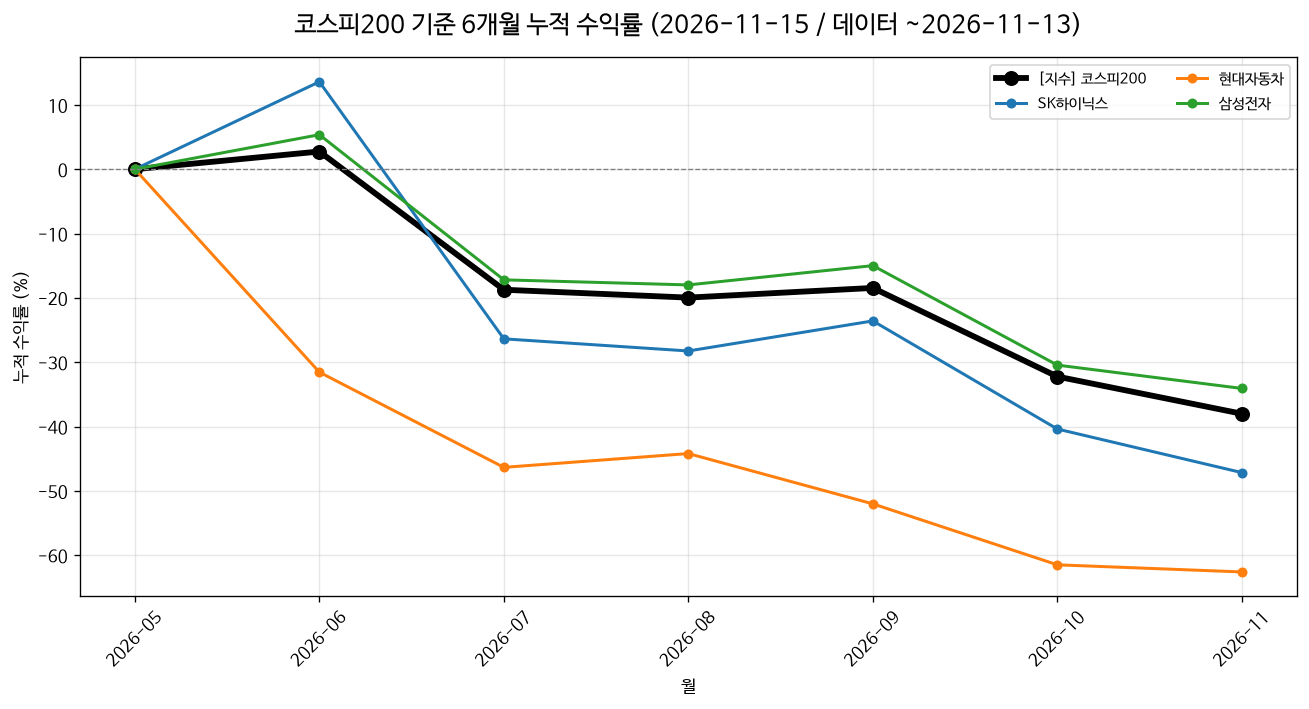 코스피200 기준 6개월 누적 수익률 (2026-11-15 / 데이터 ~2026-11-13)
[지수] 코스피200
SK하이닉스
현대자동차
삼성전자
누적 수익률 (%)
10
0
−10
−20
−30
−40
−50
−60
2026-05
2026-06
2026-07
2026-08
2026-09
2026-10
2026-11
월